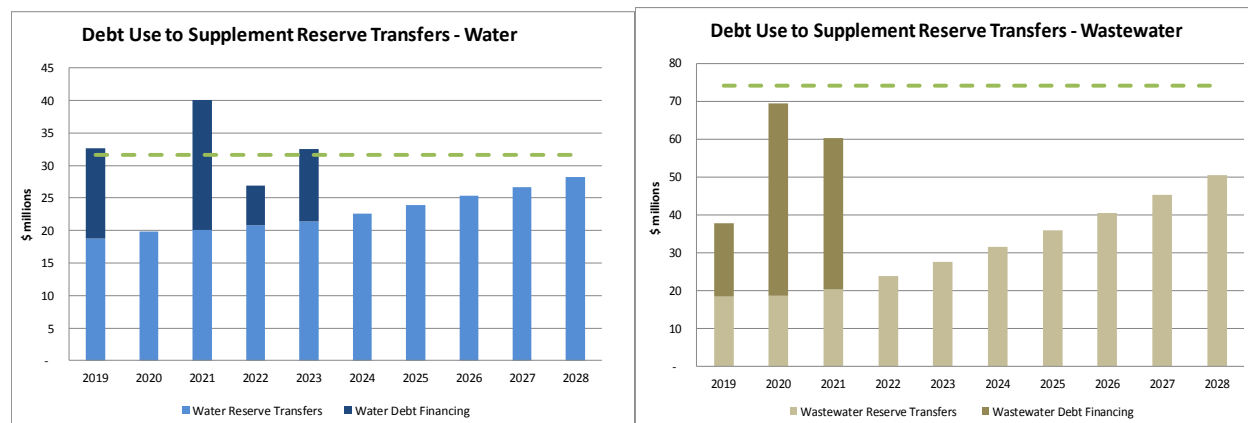 Debt Use to Supplement Reserve Transfers - Water
45
40
35
30
25
20
15
10
5
-
$ millions
2019 2020 2021 2022 2023 2024 2025 2026 2027 2028
Water Reserve Transfers Water Debt Financing
Debt Use to Supplement Reserve Transfers - Wastewater
80
70
60
50
40
30
20
10
-
$ millions
2019 2020 2021 2022 2023 2024 2025 2026 2027 2028
Wastewater Reserve Transfers Wastewater Debt Financing